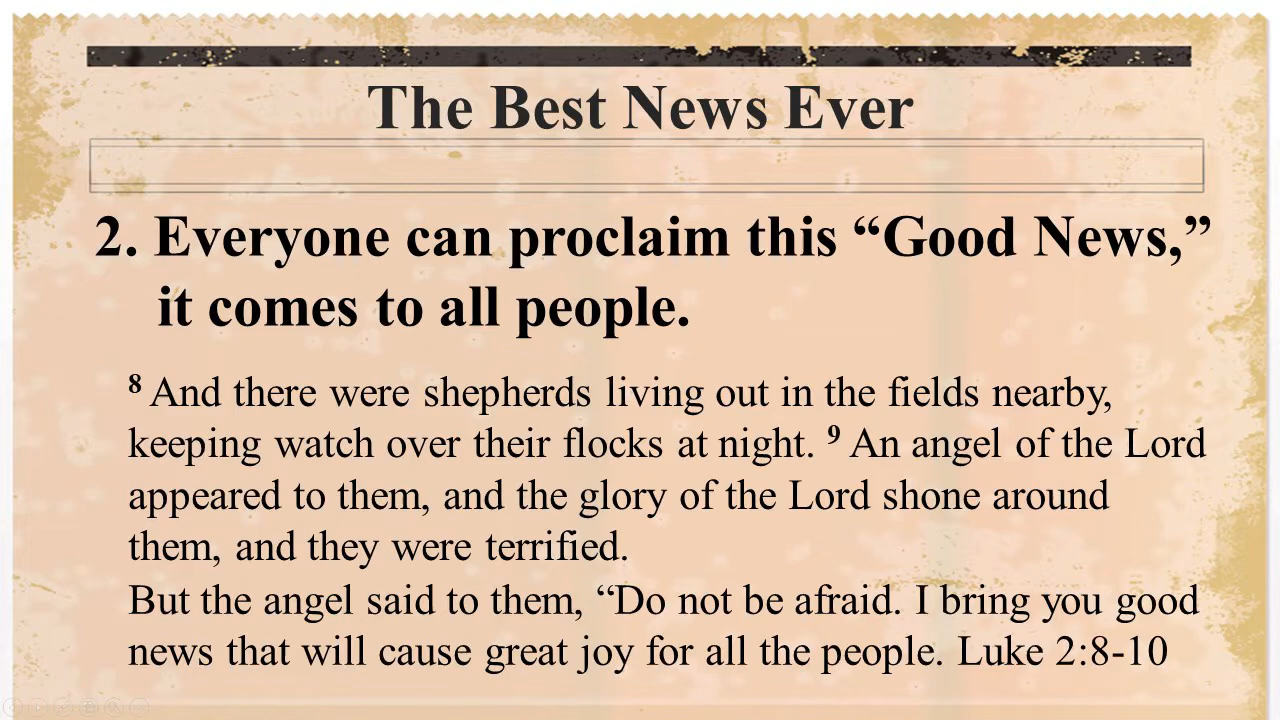 The Best News Ever
2. Everyone can proclaim this “Good News,”
it comes to all people.
8 And there were shepherds living out in the fields nearby,
keeping watch over their flocks at night. 9 An angel of the Lord
appeared to them, and the glory of the Lord shone around
them, and they were terrified.
But the angel said to them, “Do not be afraid. I bring you good
news that will cause great joy for all the people. Luke 2:8-10